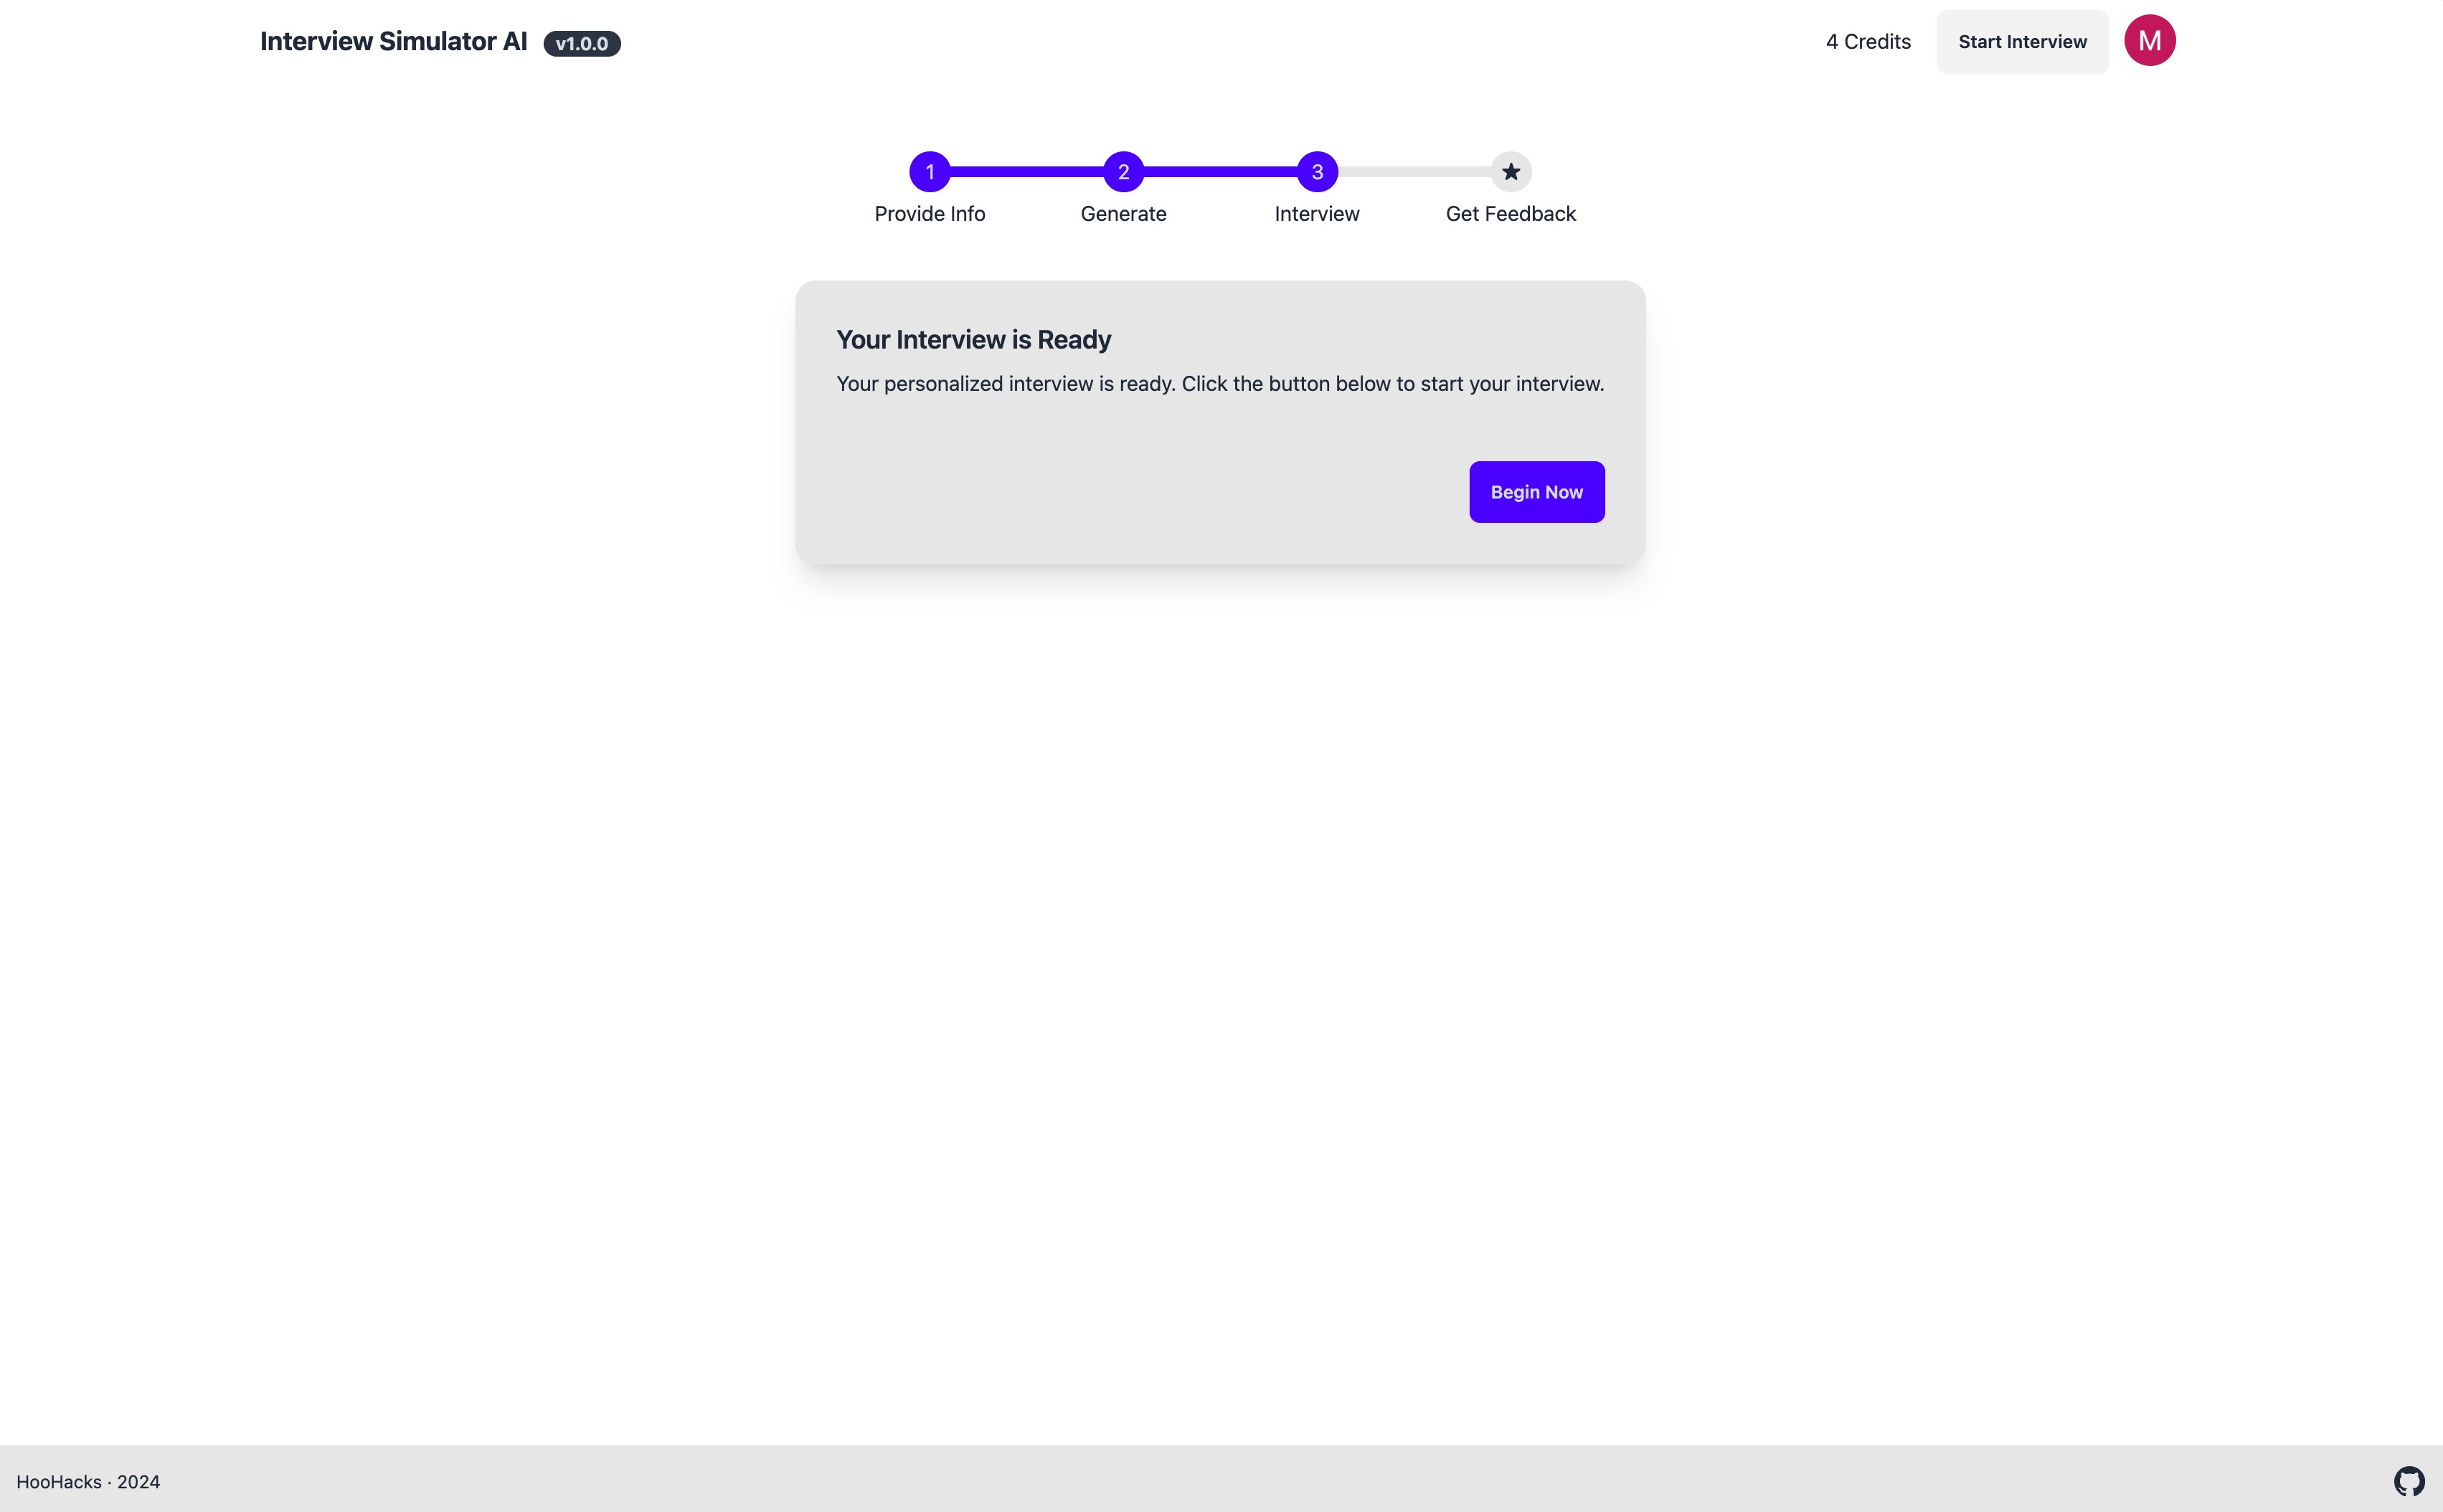 Interview Simulator AI v1.0.0
4 Credits
Start Interview
M
1
2
3
★
Provide Info
Generate
Interview
Get Feedback
Your Interview is Ready
Your personalized interview is ready. Click the button below to start your interview.
Begin Now
HooHacks · 2024